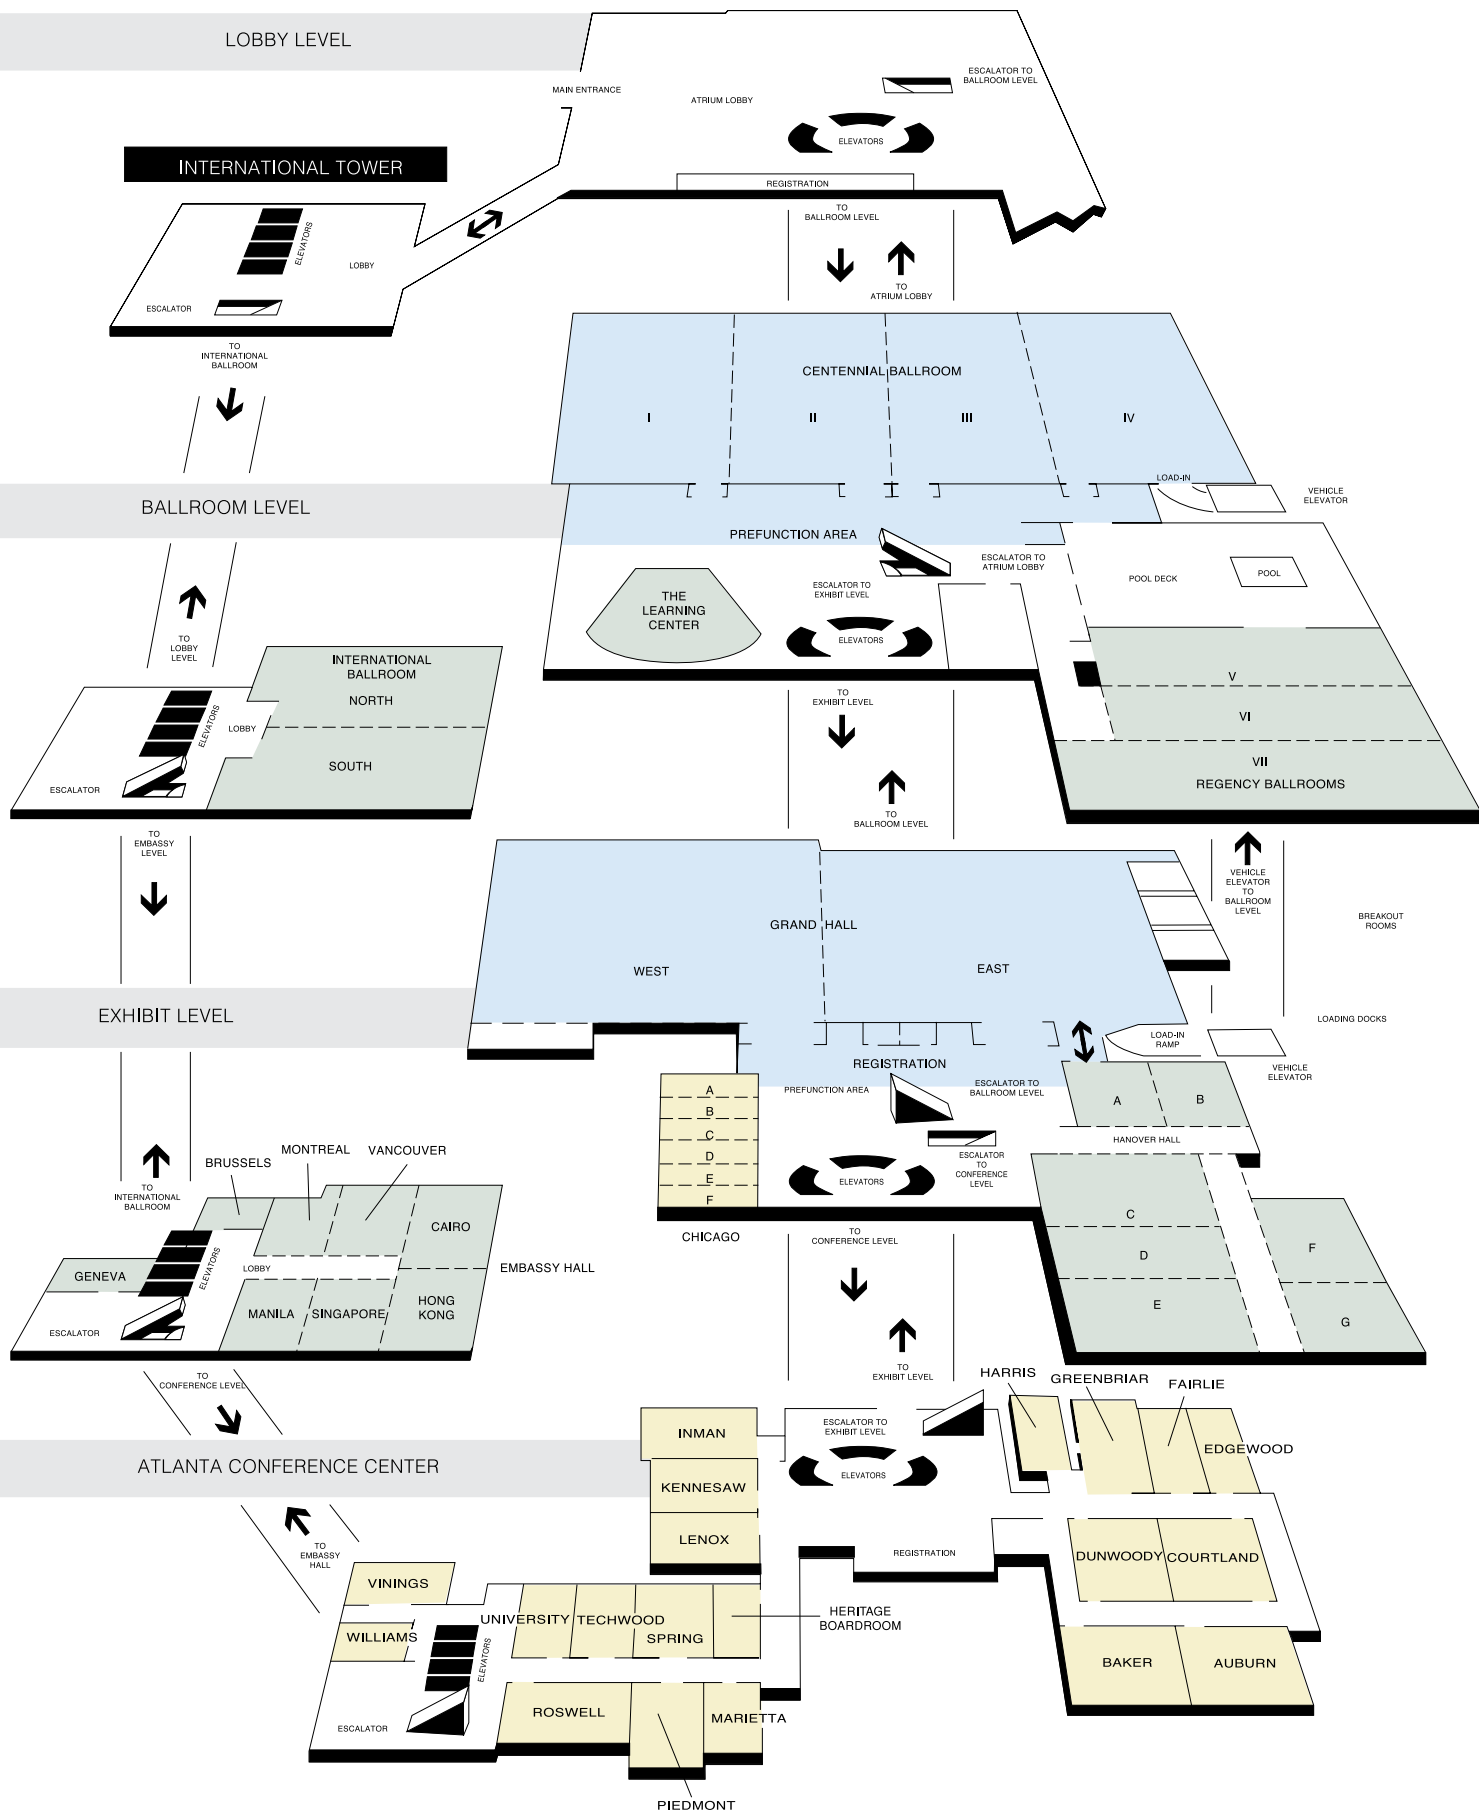 LOBBY LEVEL
MAIN ENTRANCE
ATRIUM LOBBY
ESCALATOR TO
BALLROOM LEVEL
ELEVATORS
REGISTRATION
INTERNATIONAL TOWER
ELEVATORS
LOBBY
ESCALATOR
TO
BALLROOM LEVEL
TO
ATRIUM LOBBY
TO
INTERNATIONAL
BALLROOM
CENTENNIAL BALLROOM
I
II
III
IV
LOAD-IN
VEHICLE
ELEVATOR
BALLROOM LEVEL
PREFUNCTION AREA
ESCALATOR TO
ATRIUM LOBBY
ESCALATOR TO
EXHIBIT LEVEL
POOL DECK
POOL
THE
LEARNING
CENTER
ELEVATORS
TO
LOBBY
LEVEL
INTERNATIONAL
BALLROOM
NORTH
SOUTH
ELEVATORS
LOBBY
ESCALATOR
V
VI
VII
REGENCY BALLROOMS
TO
EXHIBIT LEVEL
TO
BALLROOM LEVEL
TO
EMBASSY
LEVEL
VEHICLE
ELEVATOR
TO
BALLROOM
LEVEL
BREAKOUT
ROOMS
GRAND HALL
WEST
EAST
EXHIBIT LEVEL
LOADING DOCKS
LOAD-IN
RAMP
VEHICLE
ELEVATOR
REGISTRATION
PREFUNCTION AREA
ESCALATOR TO
BALLROOM LEVEL
A
B
C
D
E
F
CHICAGO
A
B
HANOVER HALL
ESCALATOR
TO
CONFERENCE
LEVEL
ELEVATORS
C
D
E
F
G
TO
INTERNATIONAL
BALLROOM
BRUSSELS
MONTREAL
VANCOUVER
CAIRO
EMBASSY HALL
GENEVA
ELEVATORS
LOBBY
MANILA
SINGAPORE
HONG
KONG
ESCALATOR
TO
CONFERENCE LEVEL
TO
EXHIBIT LEVEL
TO
CONFERENCE LEVEL
HARRIS
GREENBRIAR
FAIRLIE
EDGEWOOD
ATLANTA CONFERENCE CENTER
INMAN
KENNESAW
LENOX
ESCALATOR TO
EXHIBIT LEVEL
ELEVATORS
REGISTRATION
DUNWOODY
COURTLAND
BAKER
AUBURN
TO
EMBASSY
HALL
VININGS
WILLIAMS
ELEVATORS
ESCALATOR
UNIVERSITY
TECHWOOD
SPRING
HERITAGE
BOARDROOM
ROSWELL
MARIETTA
PIEDMONT